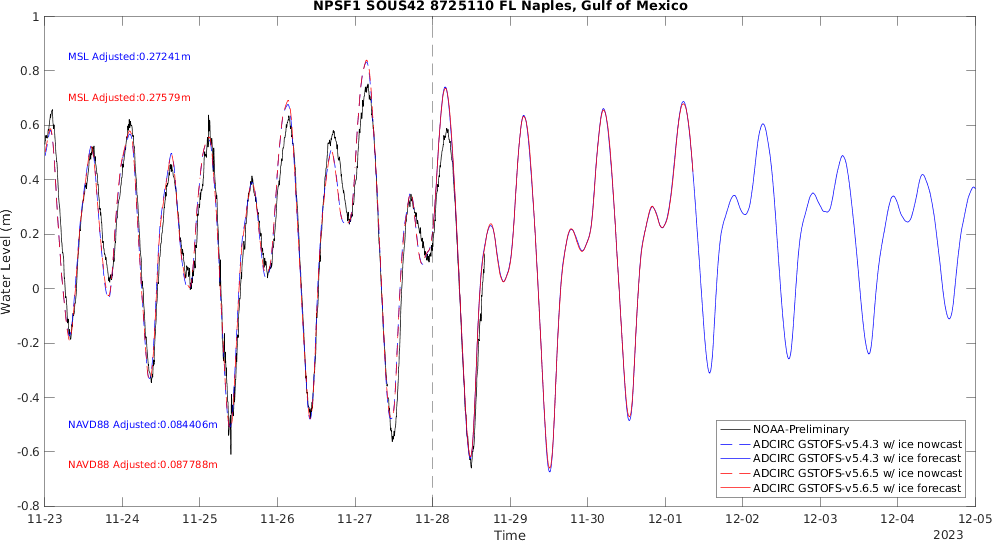 NPSF1 SOUS42 8725110 FL Naples, Gulf of Mexico
1
0.8
0.6
0.4
0.2
0
-0.2
-0.4
-0.6
-0.8
Water Level (m)
MSL Adjusted:0.27241m
MSL Adjusted:0.27579m
NAVD88 Adjusted:0.084406m
NAVD88 Adjusted:0.087788m
NOAA-Preliminary
ADCIRC GSTOFS-v5.4.3 w/ ice nowcast
ADCIRC GSTOFS-v5.4.3 w/ ice forecast
ADCIRC GSTOFS-v5.6.5 w/ ice nowcast
ADCIRC GSTOFS-v5.6.5 w/ ice forecast
11-23 11-24 11-25 11-26 11-27 11-28 11-29 11-30 12-01 12-02 12-03 12-04 12-05
Time
2023